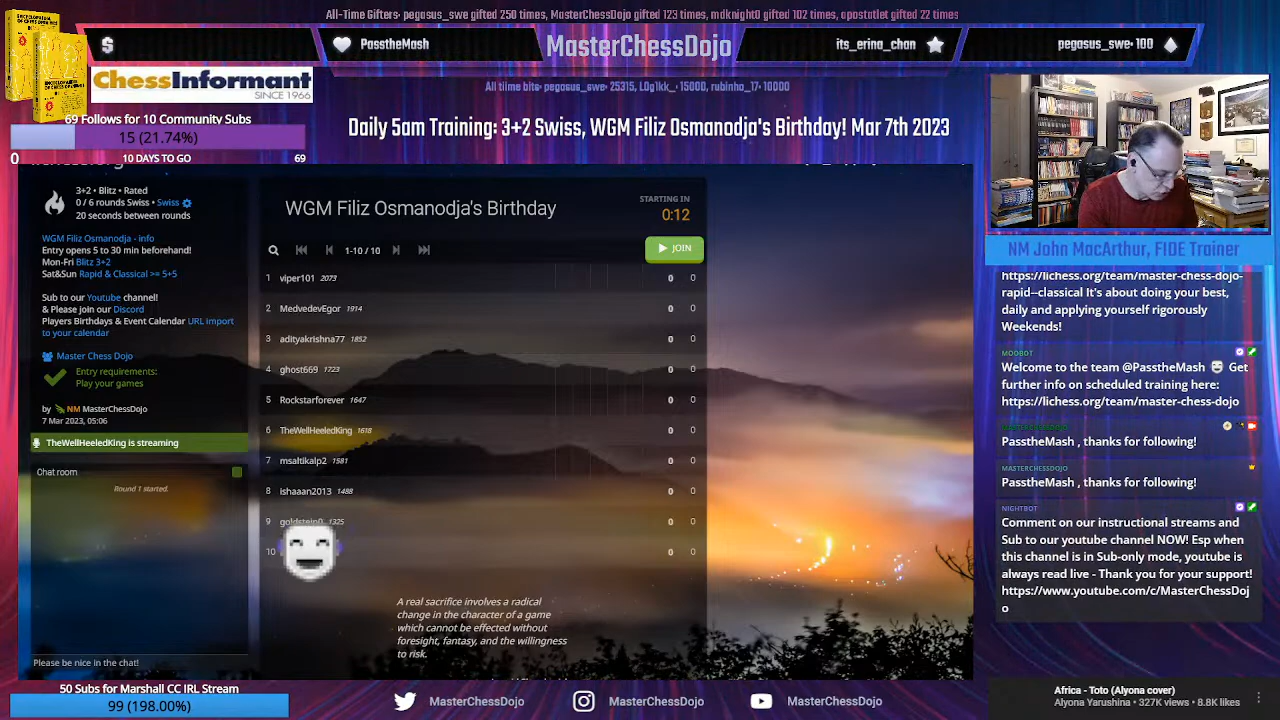 All-Time Gifters• pegasus_swe gifted 250 times, MasterChessDojo gifted 123 times, mdknight0 gifted 102 times, apostatlet gifted 22 times
PasstheMash
MasterChessDojo
its_erina_chan
pegasus_swe• 100
ChessInformant
SINCE 1966
All tiime bits• pegasus_swe• 25315, L0g1kk_• 15000, rubinho_17• 10000
69 Follows for 10 Community Subs
15 (21.74%)
0
10 DAYS TO GO
69
Daily 5am Training: 3+2 Swiss, WGM Filiz Osmanodja's Birthday! Mar 7th 2023
3+2 • Blitz • Rated
0 / 6 rounds Swiss • Swiss
20 seconds between rounds
WGM Filiz Osmanodja - info
Entry opens 5 to 30 min beforehand!
Mon-Fri Blitz 3+2
Sat&Sun Rapid & Classical >= 5+5
Sub to our Youtube channel!
& Please join our Discord
Players Birthdays & Event Calendar URL import
to your calendar
Master Chess Dojo
Entry requirements:
Play your games
by NM MasterChessDojo
7 Mar 2023, 05:06
TheWellHeeledKing is streaming
Chat room
Round 1 started.
Please be nice in the chat!
WGM Filiz Osmanodja's Birthday
STARTING IN
0:12
1-10 / 10
JOIN
1 viper101 2073 0 0
2 MedvedevEgor 1914 0 0
3 adityakrishna77 1852 0 0
4 ghost669 1723 0 0
5 Rockstarforever 1647 0 0
6 TheWellHeeledKing 1618 0 0
7 msaltikalp2 1581 0 0
8 ishaaan2013 1488 0 0
9 goldstein0 1325 0 0
10 0 0
A real sacrifice involves a radical
change in the character of a game
which cannot be effected without
foresight, fantasy, and the willingness
to risk.
NM John MacArthur, FIDE Trainer
https://lichess.org/team/master-chess-dojo-
rapid--classical It's about doing your best,
daily and applying yourself rigorously
Weekends!
MOOBOT
Welcome to the team @PasstheMash Get
further info on scheduled training here:
https://lichess.org/team/master-chess-dojo
MASTERCHESSDOJO
PasstheMash , thanks for following!
MASTERCHESSDOJO
PasstheMash , thanks for following!
NIGHTBOT
Comment on our instructional streams and
Sub to our youtube channel NOW! Esp when
this channel is in Sub-only mode, youtube is
always read live - Thank you for your support!
https://www.youtube.com/c/MasterChessDoj
o
50 Subs for Marshall CC IRL Stream
99 (198.00%)
MasterChessDojo
MasterChessDojo
MasterChessDojo
Africa - Toto (Alyona cover)
Alyona Yarushina • 327K views • 8.8K likes